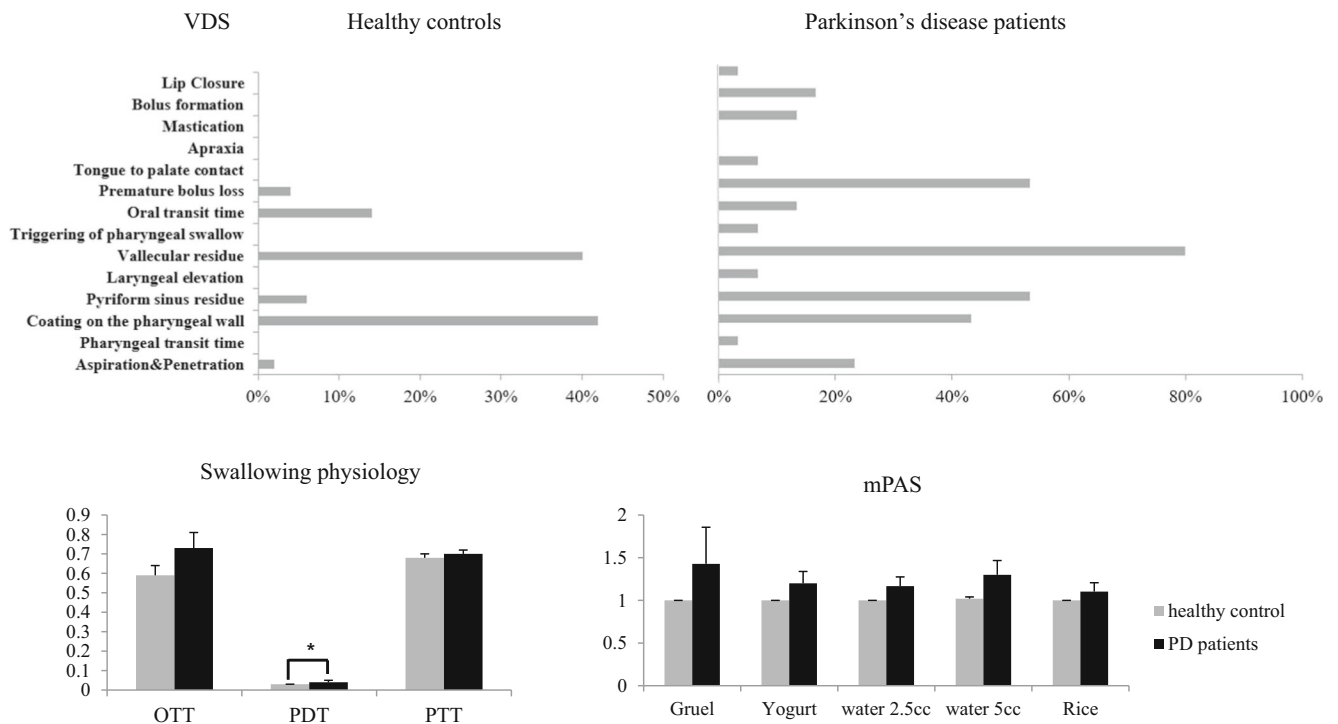 VDS Healthy controls Parkinson’s disease patients
Lip Closure
Bolus formation
Mastication
Apraxia
Tongue to palate contact
Premature bolus loss
Oral transit time
Triggering of pharyngeal swallow
Vallecular residue
Laryngeal elevation
Pyriform sinus residue
Coating on the pharyngeal wall
Pharyngeal transit time
Aspiration&Penetration
0% 10% 20% 30% 40% 50%
0% 20% 40% 60% 80% 100%
Swallowing physiology
0.9
0.8
0.7
0.6
0.5
0.4
0.3
0.2
0.1
0
*
OTT PDT PTT
mPAS
2
1.5
1
0.5
0
Gruel Yogurt water 2.5cc water 5cc Rice
healthy control
PD patients